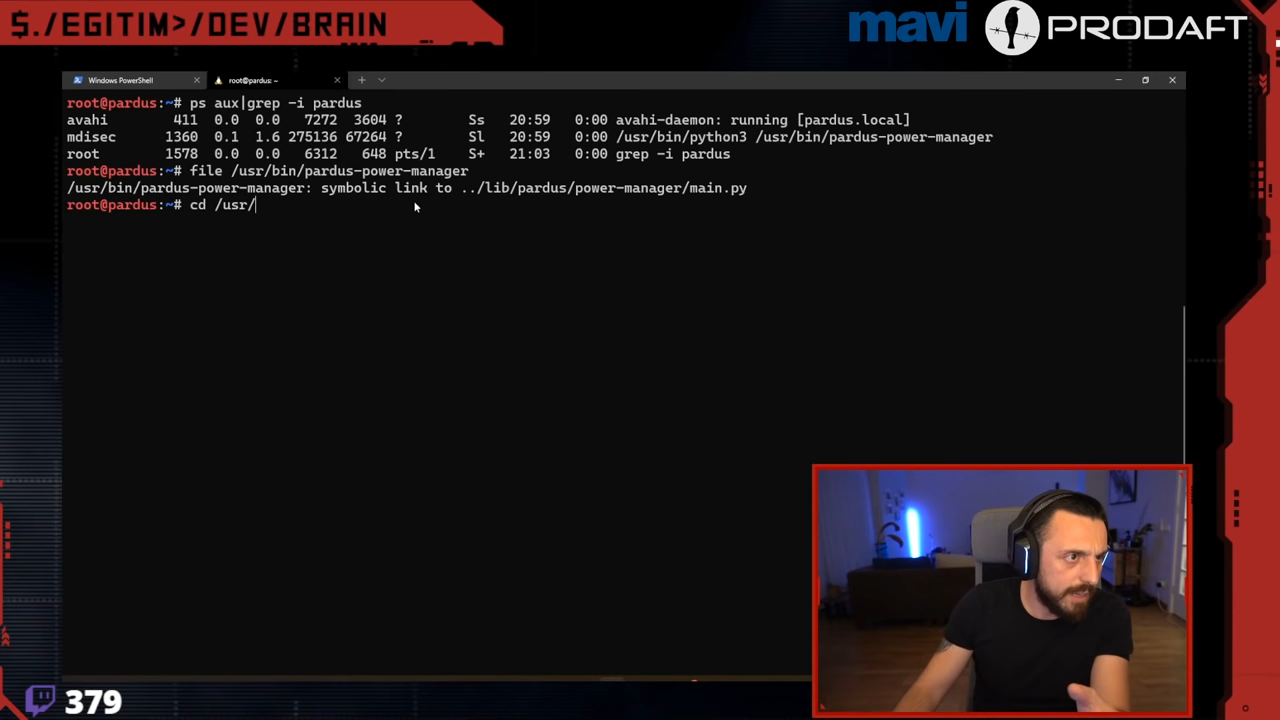 $./EGITIM>/DEV/BRAIN
mavi
PRODAFT
Windows PowerShell
root@pardus: ~
root@pardus:~# ps aux|grep -i pardus
avahi 411 0.0 0.0 7272 3604 ? Ss 20:59 0:00 avahi-daemon: running [pardus.local]
mdisec 1360 0.1 1.6 275136 67264 ? Sl 20:59 0:00 /usr/bin/python3 /usr/bin/pardus-power-manager
root 1578 0.0 0.0 6312 648 pts/1 S+ 21:03 0:00 grep -i pardus
root@pardus:~# file /usr/bin/pardus-power-manager
/usr/bin/pardus-power-manager: symbolic link to ../lib/pardus/power-manager/main.py
root@pardus:~# cd /usr/
379